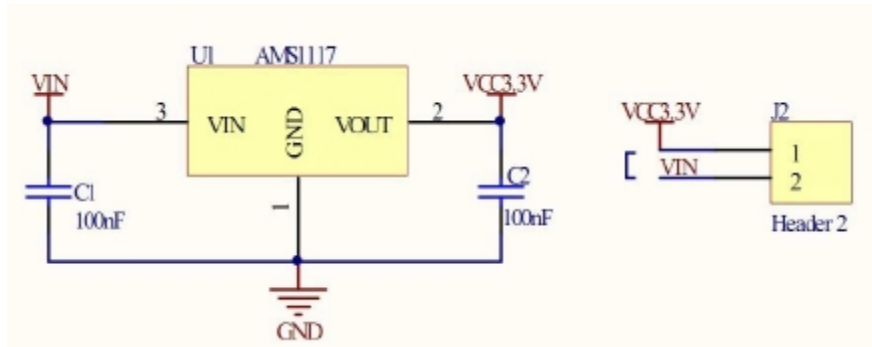 U1 AMS1117
VIN
3 VIN GND VOUT 2
VCC3.3V
C1
100nF
1
C2
100nF
GND
VCC3.3V
J2
1
VIN
2
Header 2